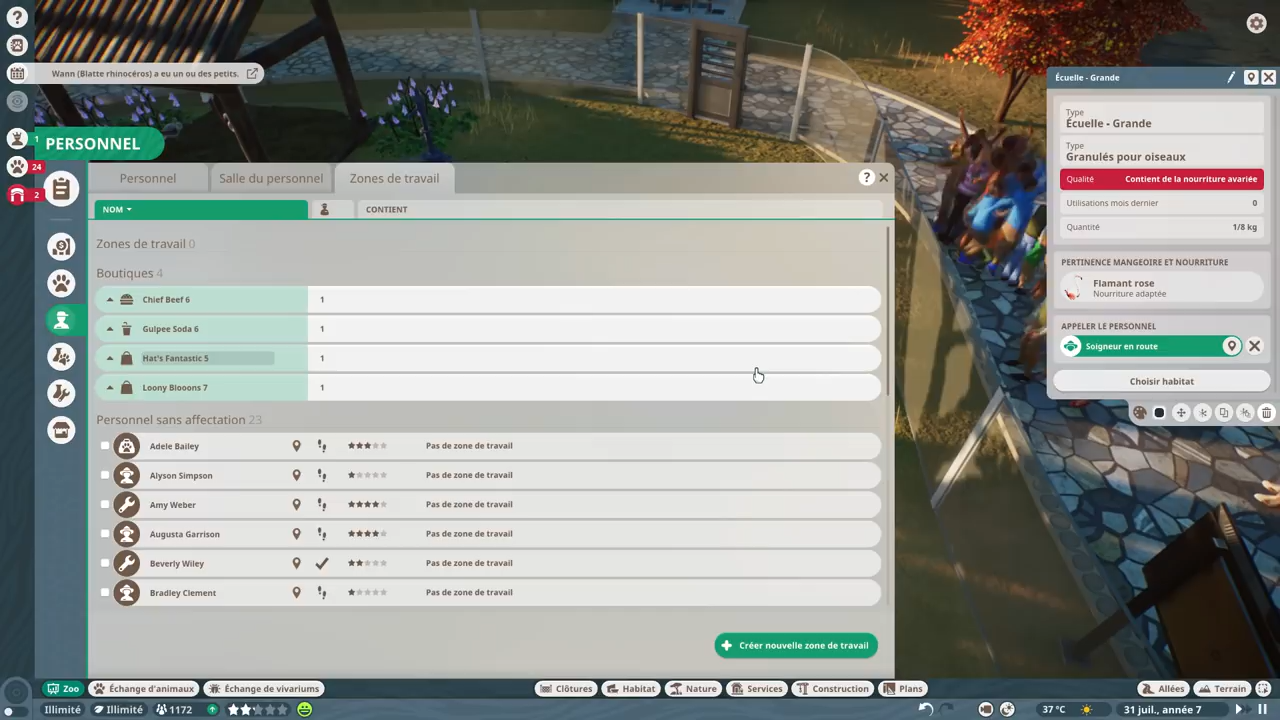 ?
Wann (Blatte rhinocéros) a eu un ou des petits.
1
24
2
PERSONNEL
Personnel
Salle du personnel
Zones de travail
?
NOM
CONTIENT
Zones de travail 0
Boutiques 4
Chief Beef 6
1
Gulpee Soda 6
1
Hat's Fantastic 5
1
Loony Blooons 7
1
Personnel sans affectation 23
Adele Bailey
Pas de zone de travail
Alyson Simpson
Pas de zone de travail
Amy Weber
Pas de zone de travail
Augusta Garrison
Pas de zone de travail
Beverly Wiley
Pas de zone de travail
Bradley Clement
Pas de zone de travail
Créer nouvelle zone de travail
Écuelle - Grande
Type
Écuelle - Grande
Type
Granulés pour oiseaux
Qualité
Contient de la nourriture avariée
Utilisations mois dernier
0
Quantité
1/8 kg
PERTINENCE MANGEOIRE ET NOURRITURE
Flamant rose
Nourriture adaptée
APPELER LE PERSONNEL
Soigneur en route
Choisir habitat
Zoo
Échange d'animaux
Échange de vivariums
Clôtures
Habitat
Nature
Services
Construction
Plans
Allées
Terrain
Illimité
Illimité
1172
37 °C
31 juil., année 7